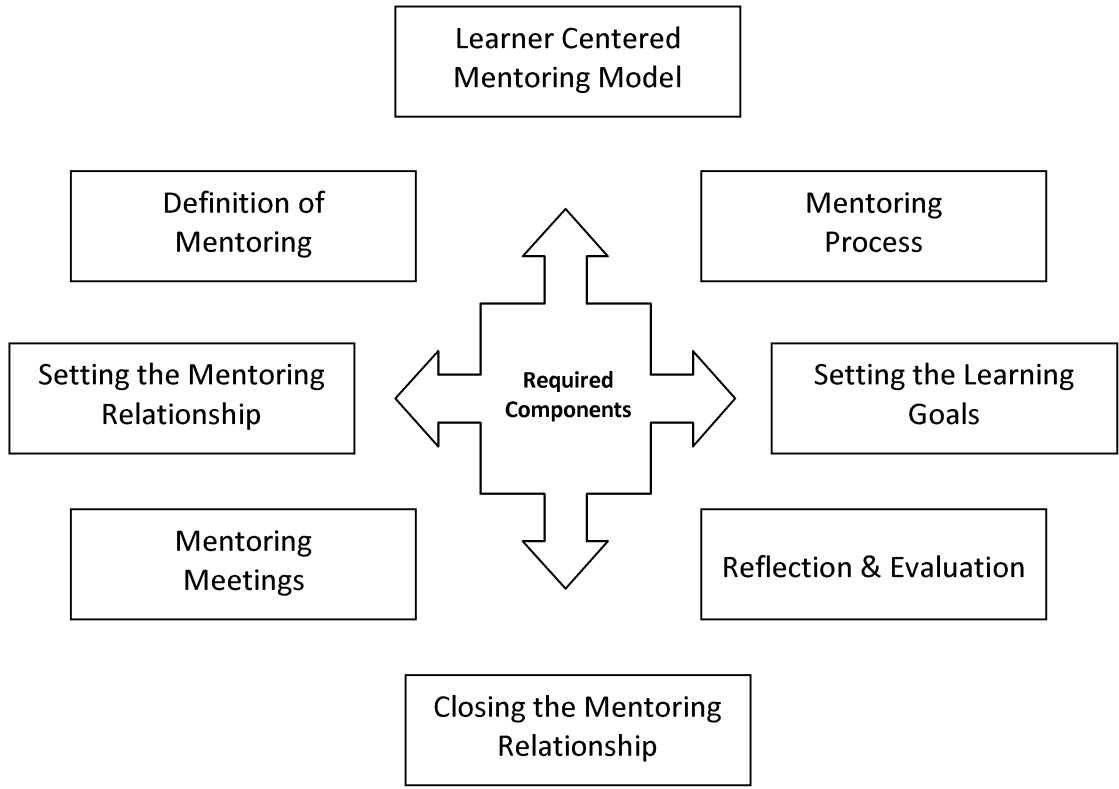 Learner Centered
Mentoring Model
Definition of
Mentoring
Mentoring
Process
Setting the Mentoring
Relationship
Required
Components
Setting the Learning
Goals
Mentoring
Meetings
Reflection & Evaluation
Closing the Mentoring
Relationship